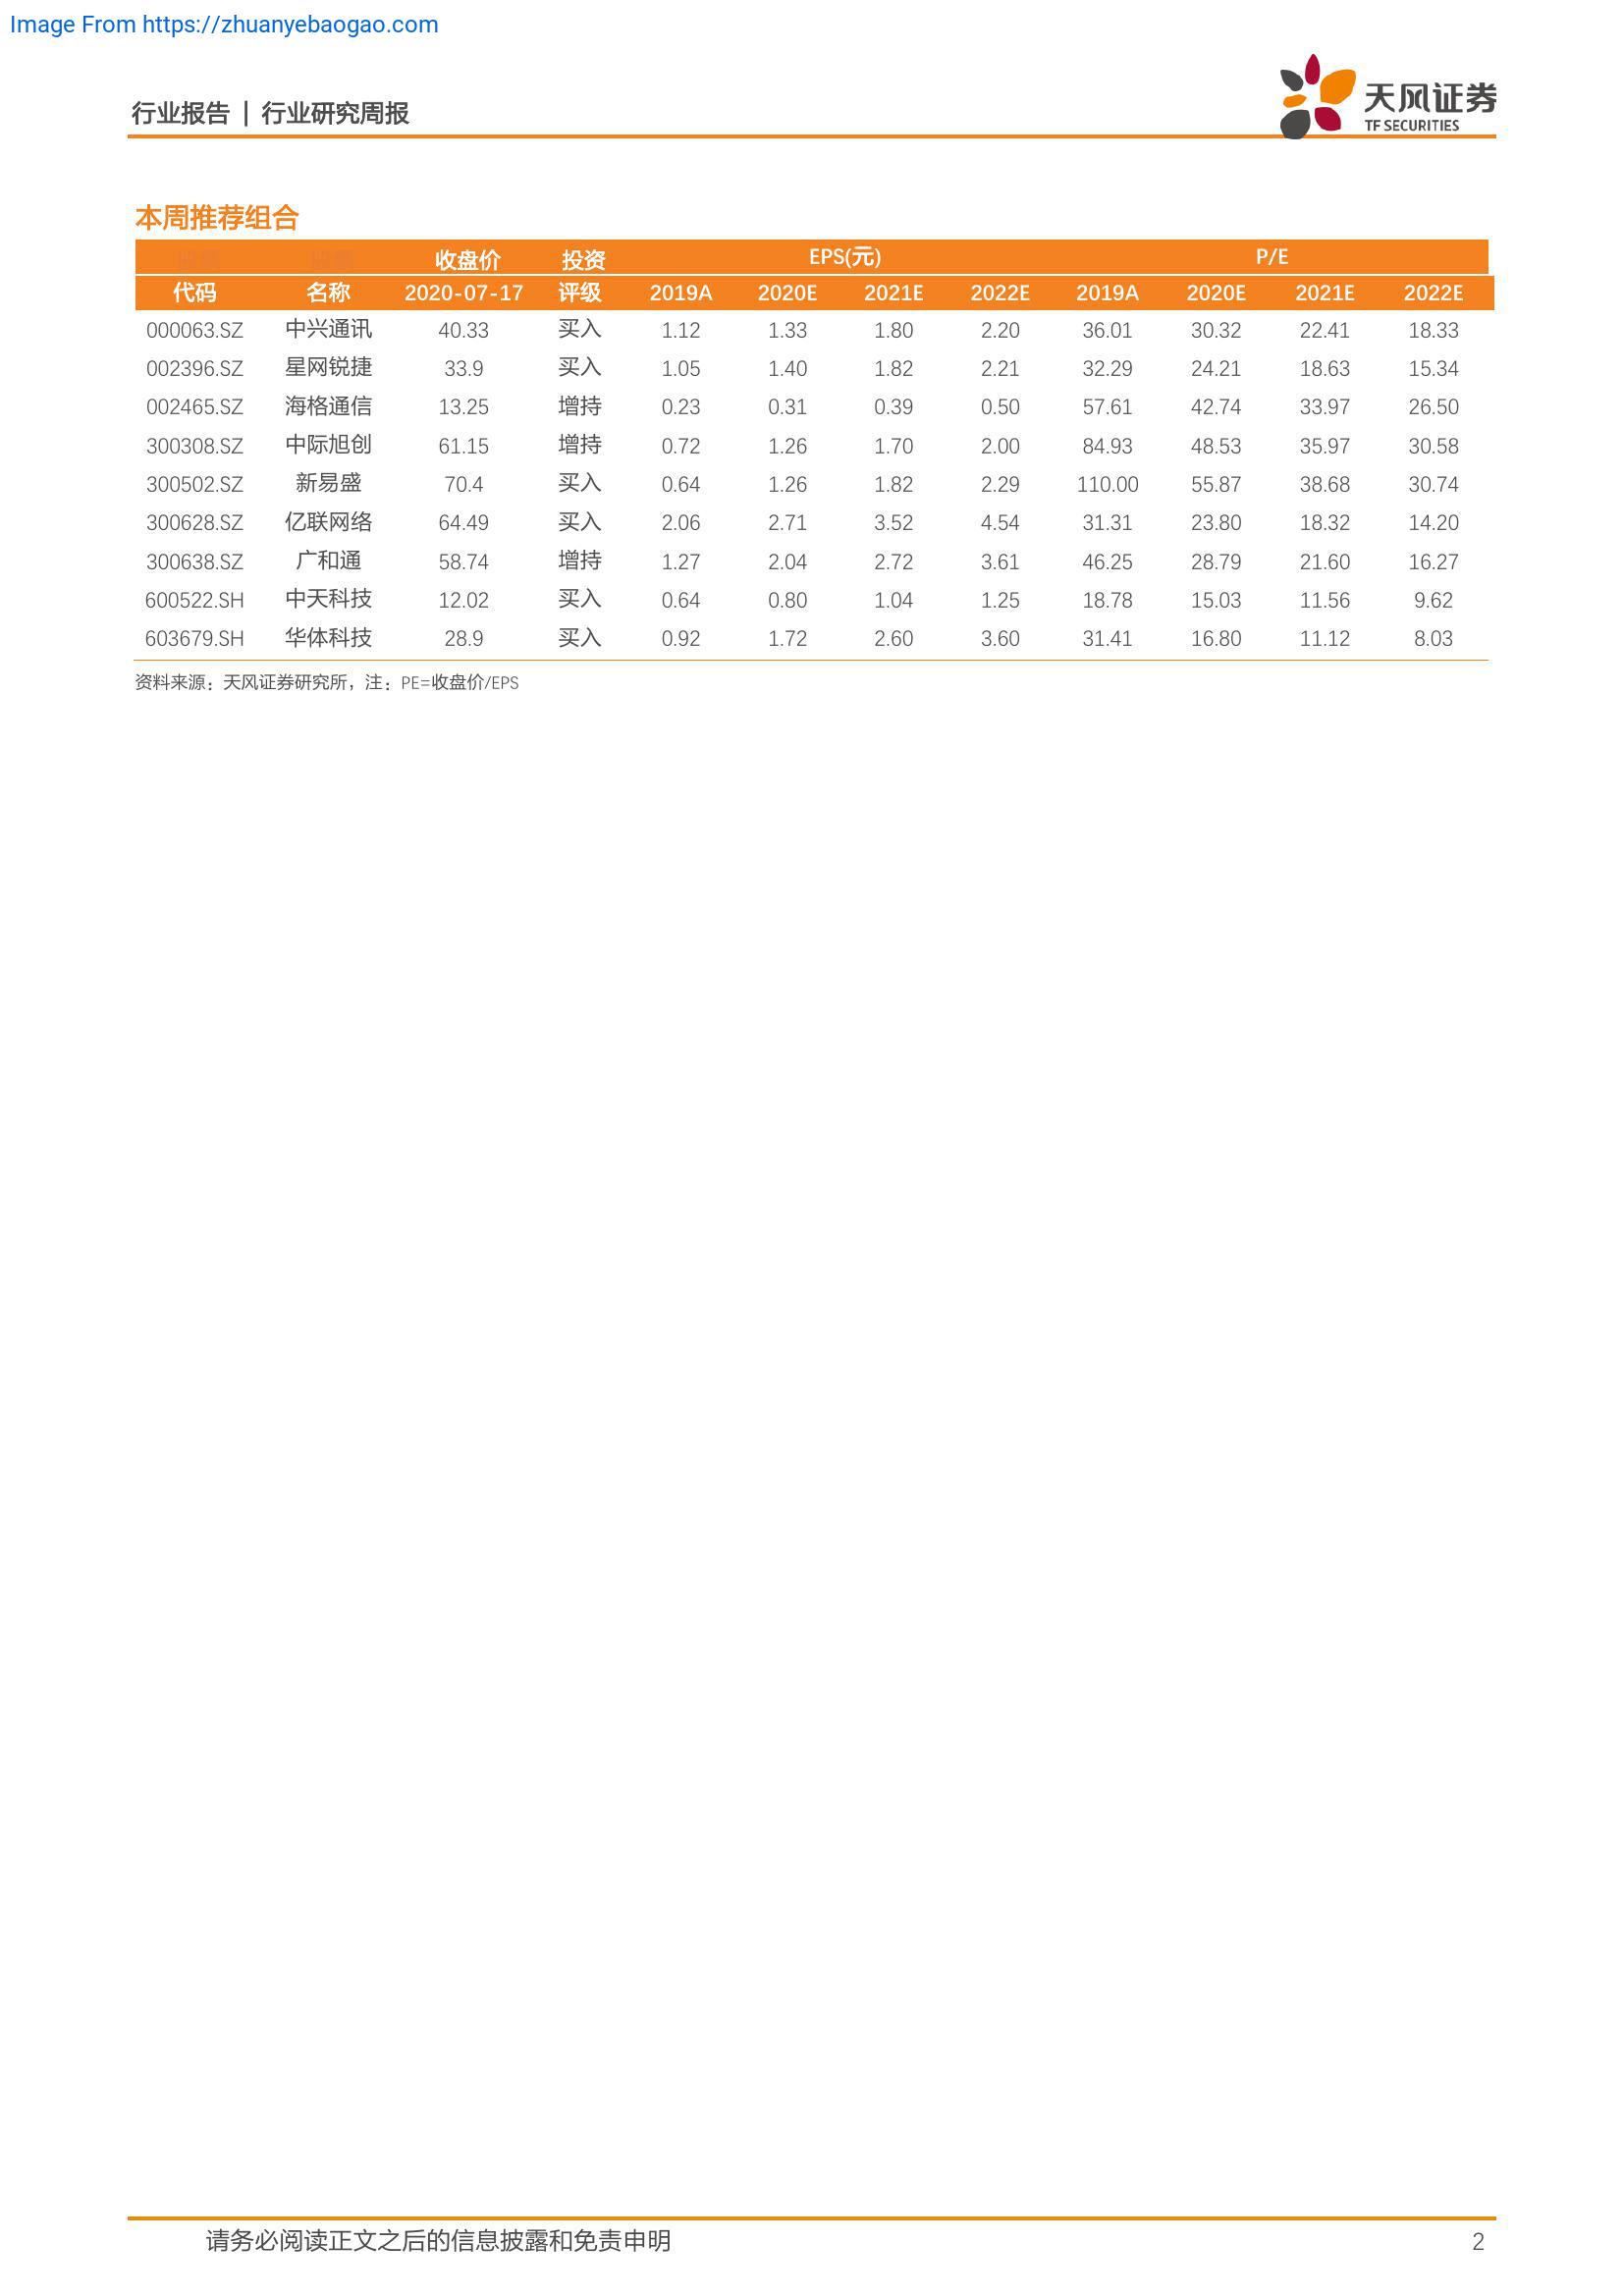 Image From https://zhuanyebaogao.com
行业报告 | 行业研究周报
天风证券
TF SECURITIES
本周推荐组合
收盘价 投资 EPS(元) P/E
代码 名称 2020-07-17 评级 2019A 2020E 2021E 2022E 2019A 2020E 2021E 2022E
000063.SZ 中兴通讯 40.33 买入 1.12 1.33 1.80 2.20 36.01 30.32 22.41 18.33
002396.SZ 星网锐捷 33.9 买入 1.05 1.40 1.82 2.21 32.29 24.21 18.63 15.34
002465.SZ 海格通信 13.25 增持 0.23 0.31 0.39 0.50 57.61 42.74 33.97 26.50
300308.SZ 中际旭创 61.15 增持 0.72 1.26 1.70 2.00 84.93 48.53 35.97 30.58
300502.SZ 新易盛 70.4 买入 0.64 1.26 1.82 2.29 110.00 55.87 38.68 30.74
300628.SZ 亿联网络 64.49 买入 2.06 2.71 3.52 4.54 31.31 23.80 18.32 14.20
300638.SZ 广和通 58.74 增持 1.27 2.04 2.72 3.61 46.25 28.79 21.60 16.27
600522.SH 中天科技 12.02 买入 0.64 0.80 1.04 1.25 18.78 15.03 11.56 9.62
603679.SH 华体科技 28.9 买入 0.92 1.72 2.60 3.60 31.41 16.80 11.12 8.03
资料来源：天风证券研究所，注：PE=收盘价/EPS
请务必阅读正文之后的信息披露和免责申明 2